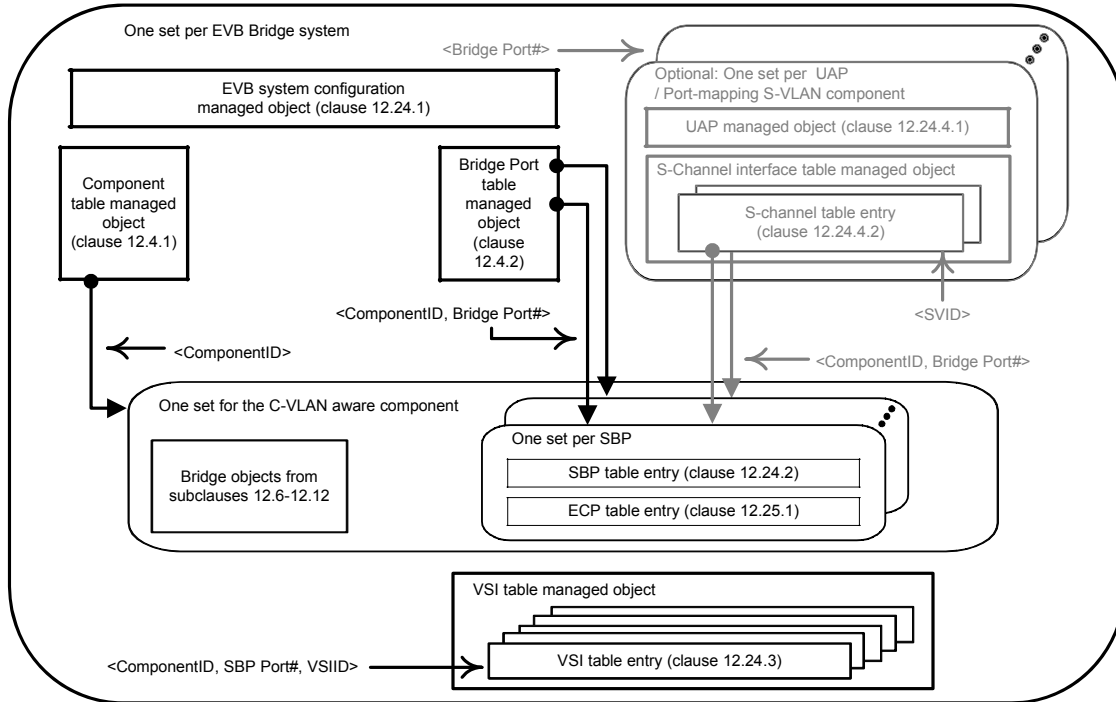 One set per EVB Bridge system
<Bridge Port#>
EVB system configuration
managed object (clause 12.24.1)
Optional: One set per UAP
/ Port-mapping S-VLAN component
UAP managed object (clause 12.24.4.1)
S-Channel interface table managed object
S-channel table entry
(clause 12.24.4.2)
Component
table managed
object
(clause 12.4.1)
Bridge Port
table
managed
object
(clause
12.4.2)
<ComponentID, Bridge Port#>
<SVID>
<ComponentID>
<ComponentID, Bridge Port#>
One set for the C-VLAN aware component
Bridge objects from
subclauses 12.6-12.12
One set per SBP
SBP table entry (clause 12.24.2)
ECP table entry (clause 12.25.1)
VSI table managed object
<ComponentID, SBP Port#, VSIID>
VSI table entry (clause 12.24.3)